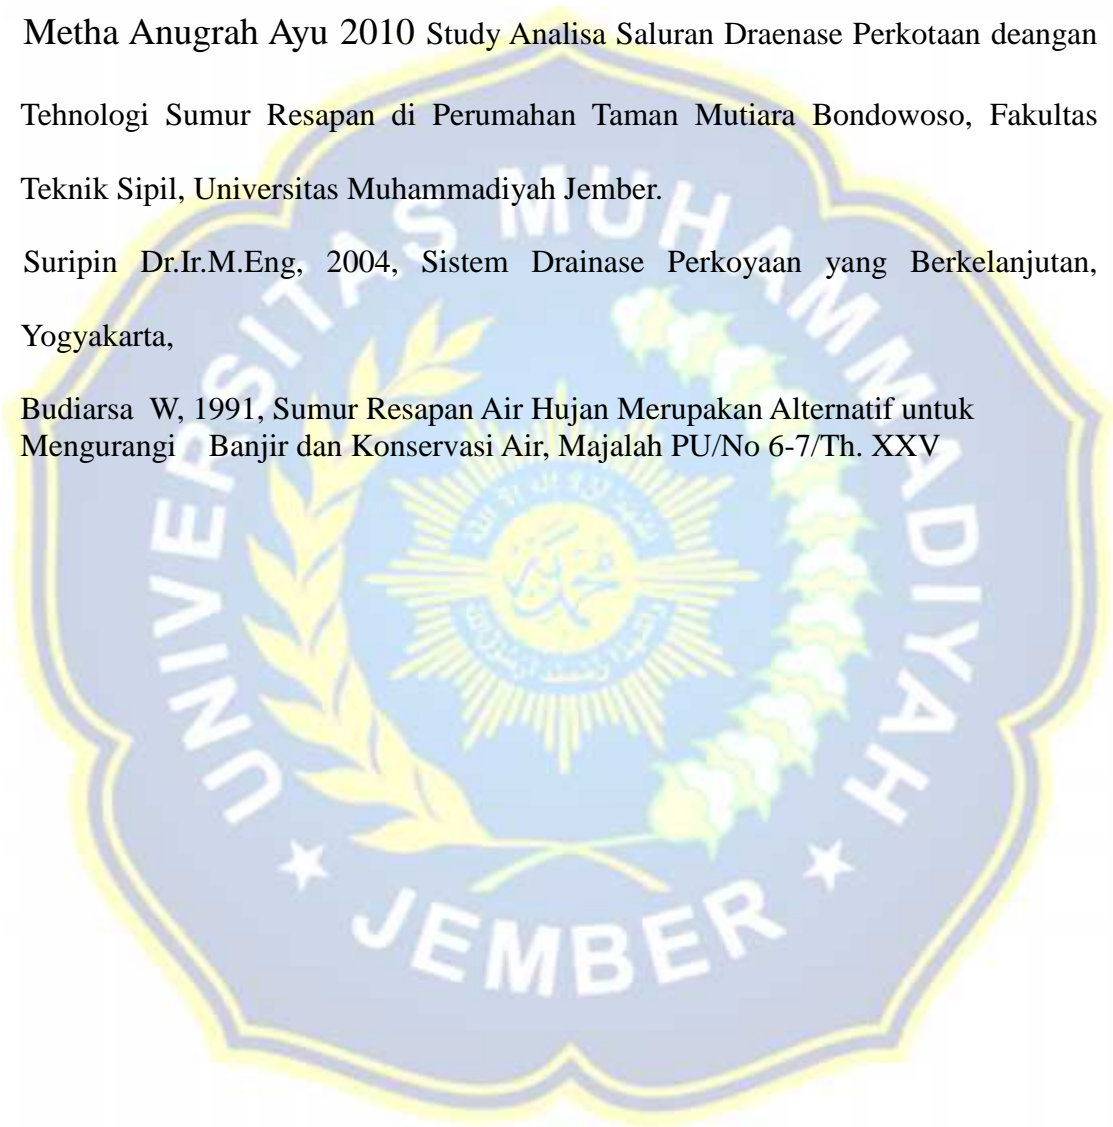 Metha Anugrah Ayu 2010 Study Analisa Saluran Draenase Perkotaan deangan
Tehnologi Sumur Resapan di Perumahan Taman Mutiara Bondowoso, Fakultas
Teknik Sipil, Universitas Muhammadiyah Jember.
Suripin Dr.Ir.M.Eng, 2004, Sistem Drainase Perkoyaan yang Berkelanjutan,
Yogyakarta,
Budiarsa W, 1991, Sumur Resapan Air Hujan Merupakan Alternatif untuk
Mengurangi Banjir dan Konservasi Air, Majalah PU/No 6-7/Th. XXV
UNIVERSITAS MUHAMMADIYAH
JEMBER